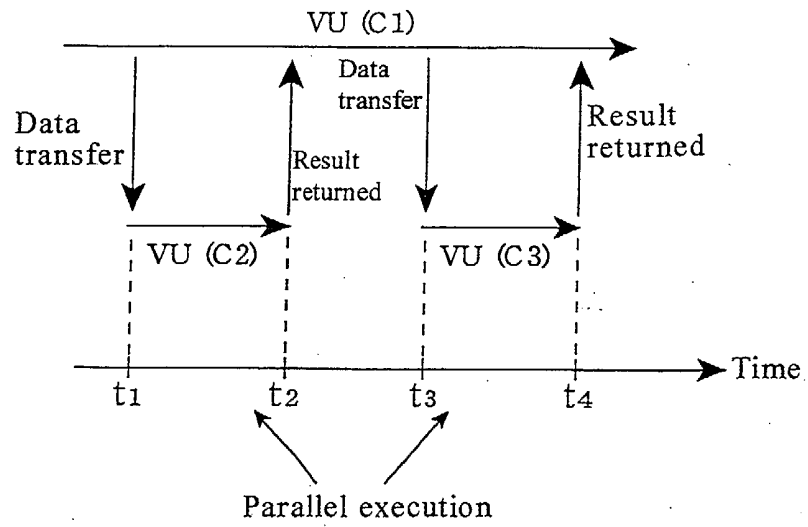 VU (C1)
Data
transfer
Result
returned
Data
transfer
Result
returned
VU (C2)
VU (C3)
Time
t1
t2
t3
t4
Parallel execution